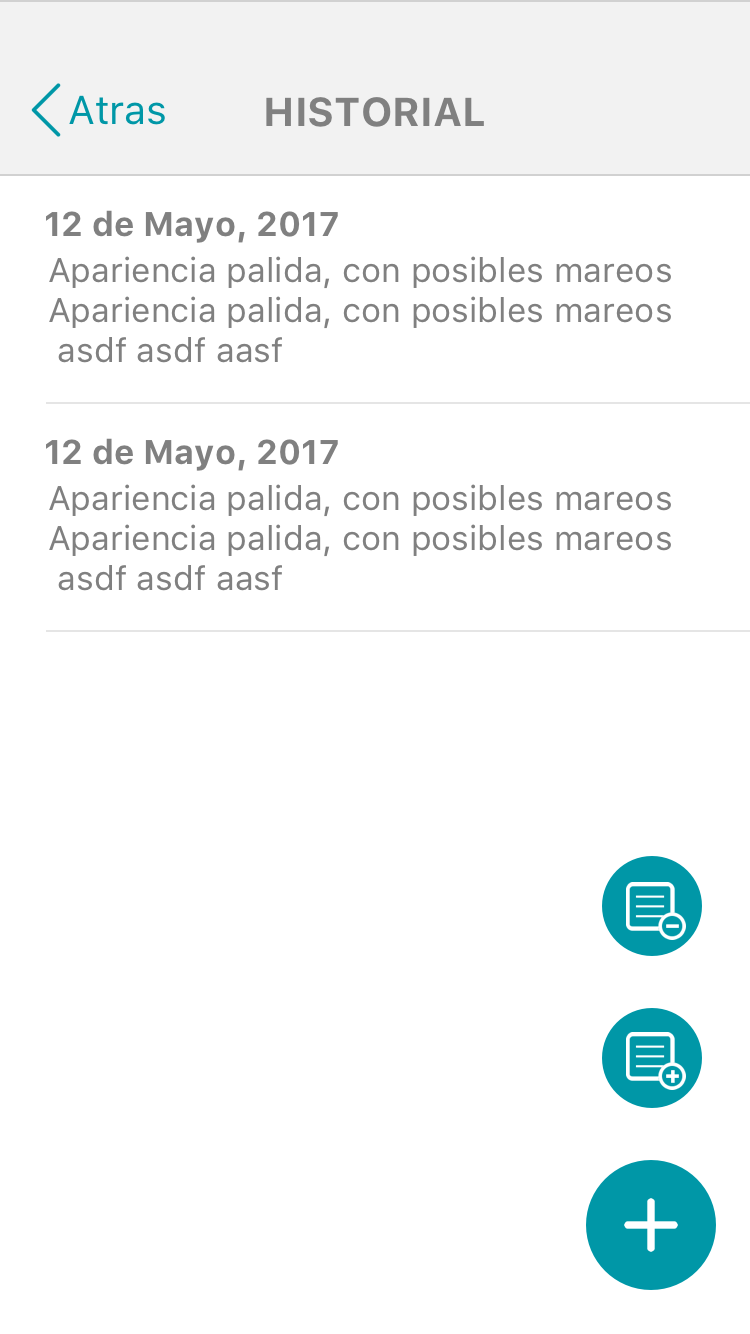 Atras
HISTORIAL
12 de Mayo, 2017
Apariencia palida, con posibles mareos
Apariencia palida, con posibles mareos
asdf asdf aasf
12 de Mayo, 2017
Apariencia palida, con posibles mareos
Apariencia palida, con posibles mareos
asdf asdf aasf